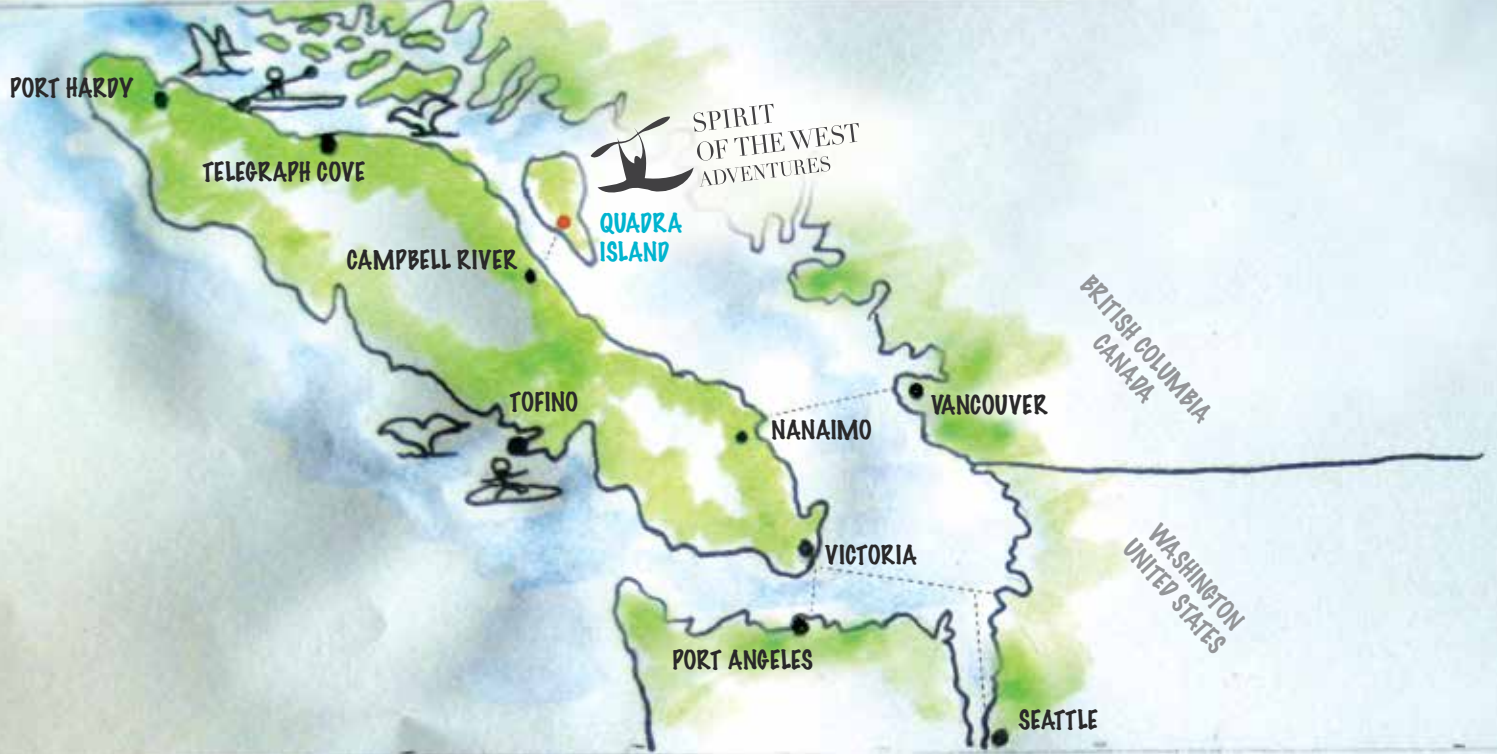 PORT HARDY
TELEGRAPH COVE
SPIRIT
OF THE WEST
ADVENTURES
QUADRA
ISLAND
CAMPBELL RIVER
BRITISH COLUMBIA
CANADA
TOFINO
NANAIMO
VANCOUVER
VICTORIA
WASHINGTON
UNITED STATES
PORT ANGELES
SEATTLE